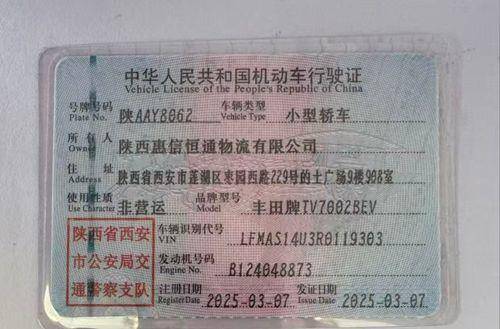 中华人民共和国机动车行驶证
Vehicle License of the People's Republic of China
号牌号码 Plate No. 陕AAY8062 车辆类型 Vehicle Type 小型轿车
所有人 Owner 陕西惠信恒通物流有限公司
住址 Address 陕西省西安市莲湖区枣园西路229号的士广场9楼908室
使用性质 Use Character 非营运 品牌型号 Model 丰田牌TV7002BEV
陕西省西安市公安局交通警察支队
车辆识别代号 VIN LFMAS14U3R0119303
发动机号码 Engine No. B124048873
注册日期 Register Date 2025-03-07 发证日期 Issue Date 2025-03-07